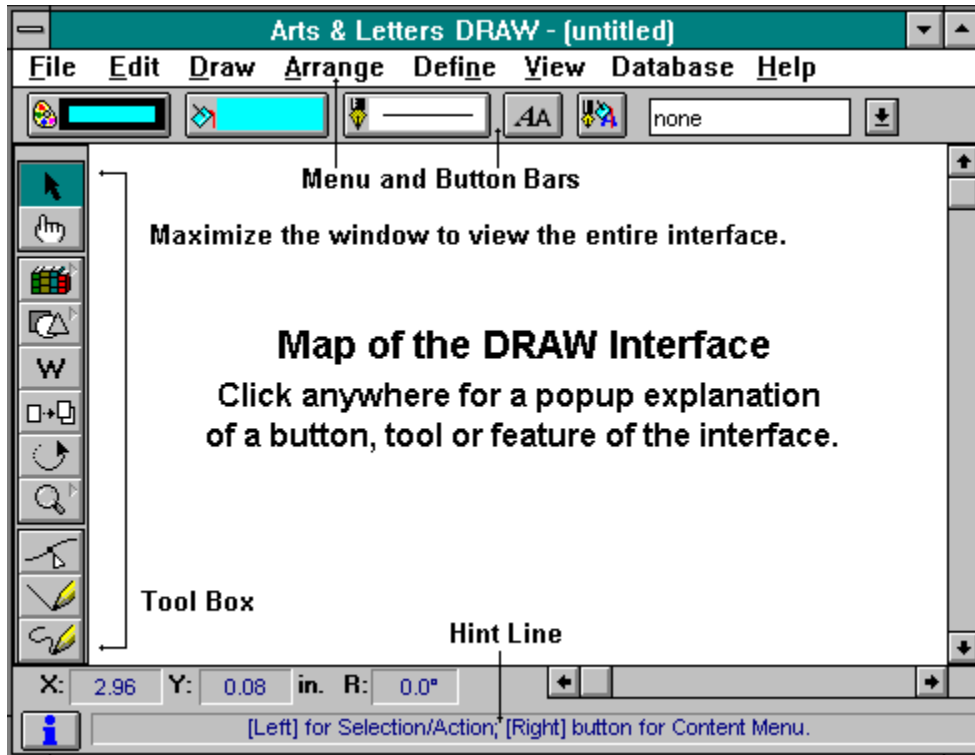 Arts & Letters DRAW - (untitled)
File Edit Draw Arrange Define View Database Help
AA A none
Menu and Button Bars
Maximize the window to view the entire interface.
Map of the DRAW Interface
Click anywhere for a popup explanation
of a button, tool or feature of the interface.
W
Tool Box
Hint Line
X: 2.96 Y: 0.08 in. R: 0.0°
i [Left] for Selection/Action; [Right] button for Content Menu.